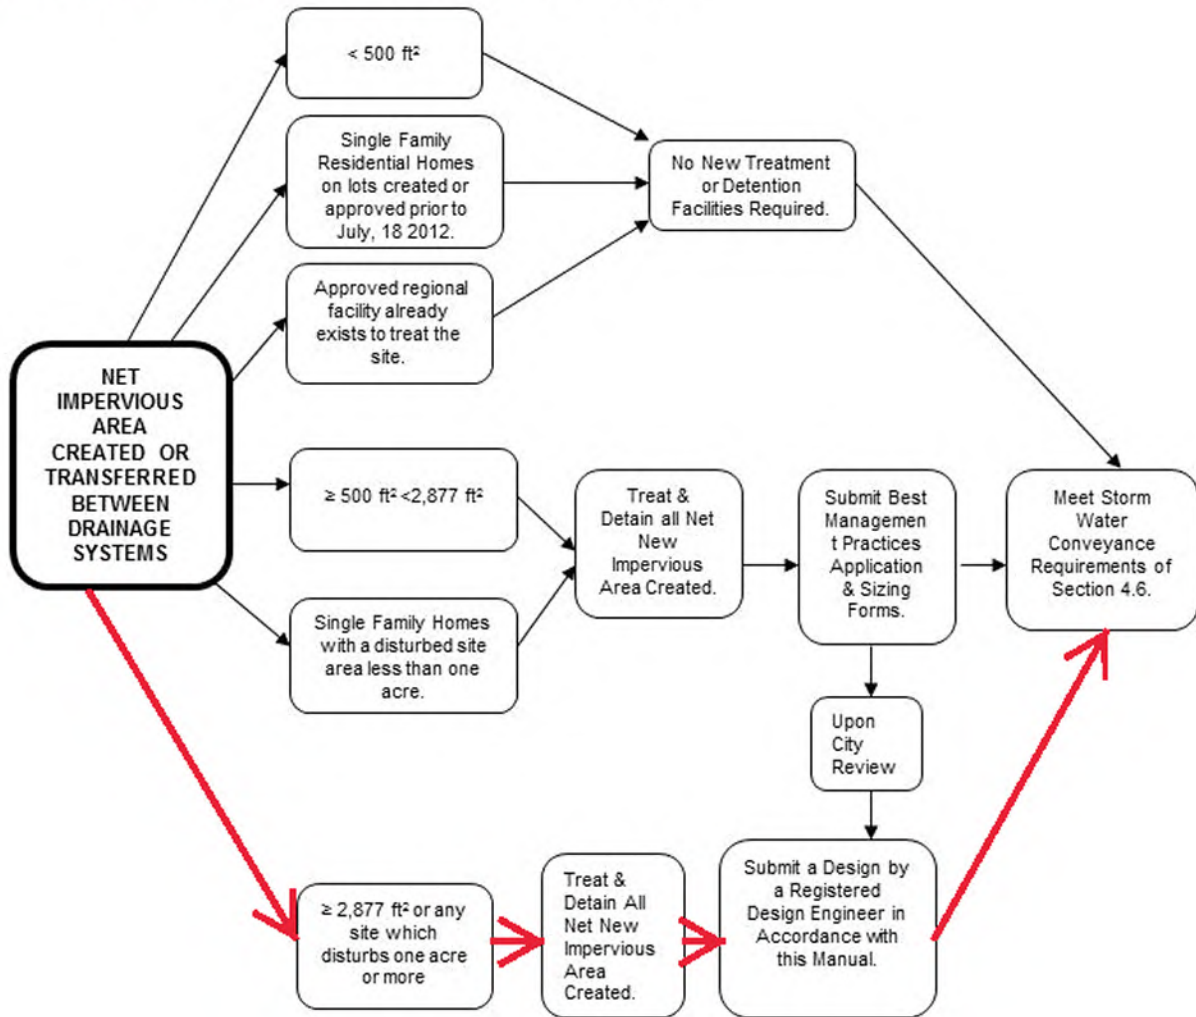 < 500 ft²
Single Family
Residential Homes
on lots created or
approved prior to
July, 18 2012.
No New Treatment
or Detention
Facilities Required.
Approved regional
facility already
exists to treat the
site.
NET
IMPERVIOUS
AREA
CREATED OR
TRANSFERRED
BETWEEN
DRAINAGE
SYSTEMS
≥ 500 ft² <2,877 ft²
Treat &
Detain all Net
New
Impervious
Area Created.
Submit Best
Managemen
t Practices
Application
& Sizing
Forms.
Meet Storm
Water
Conveyance
Requirements of
Section 4.6.
Single Family Homes
with a disturbed site
area less than one
acre.
Upon
City
Review
≥ 2,877 ft² or any
site which
disturbs one acre
or more
Treat &
Detain All
Net New
Impervious
Area
Created.
Submit a Design by
a Registered
Design Engineer in
Accordance with
this Manual.